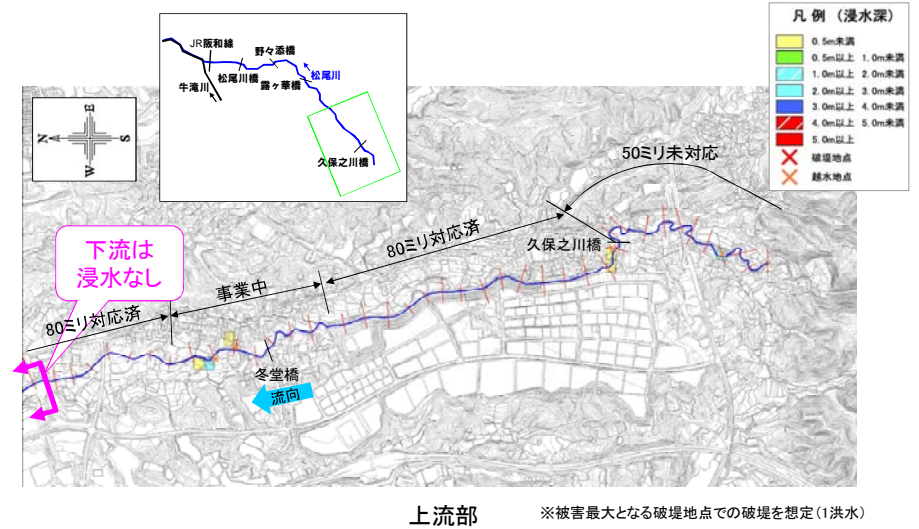 JR阪和線
野々添橋
松尾川
牛滝川
松尾川橋
露ヶ華橋
久保之川橋
凡例(浸水深)
0.5m未満
0.5m以上 1.0m未満
1.0m以上 2.0m未満
2.0m以上 3.0m未満
3.0m以上 4.0m未満
4.0m以上 5.0m未満
5.0m以上
破堤地点
越水地点
E
N
S
W
50ミリ未対応
久保之川橋
80ミリ対応済
事業中
80ミリ対応済
下流は
浸水なし
冬堂橋
流向
上流部
※被害最大となる破堤地点での破堤を想定(1洪水)